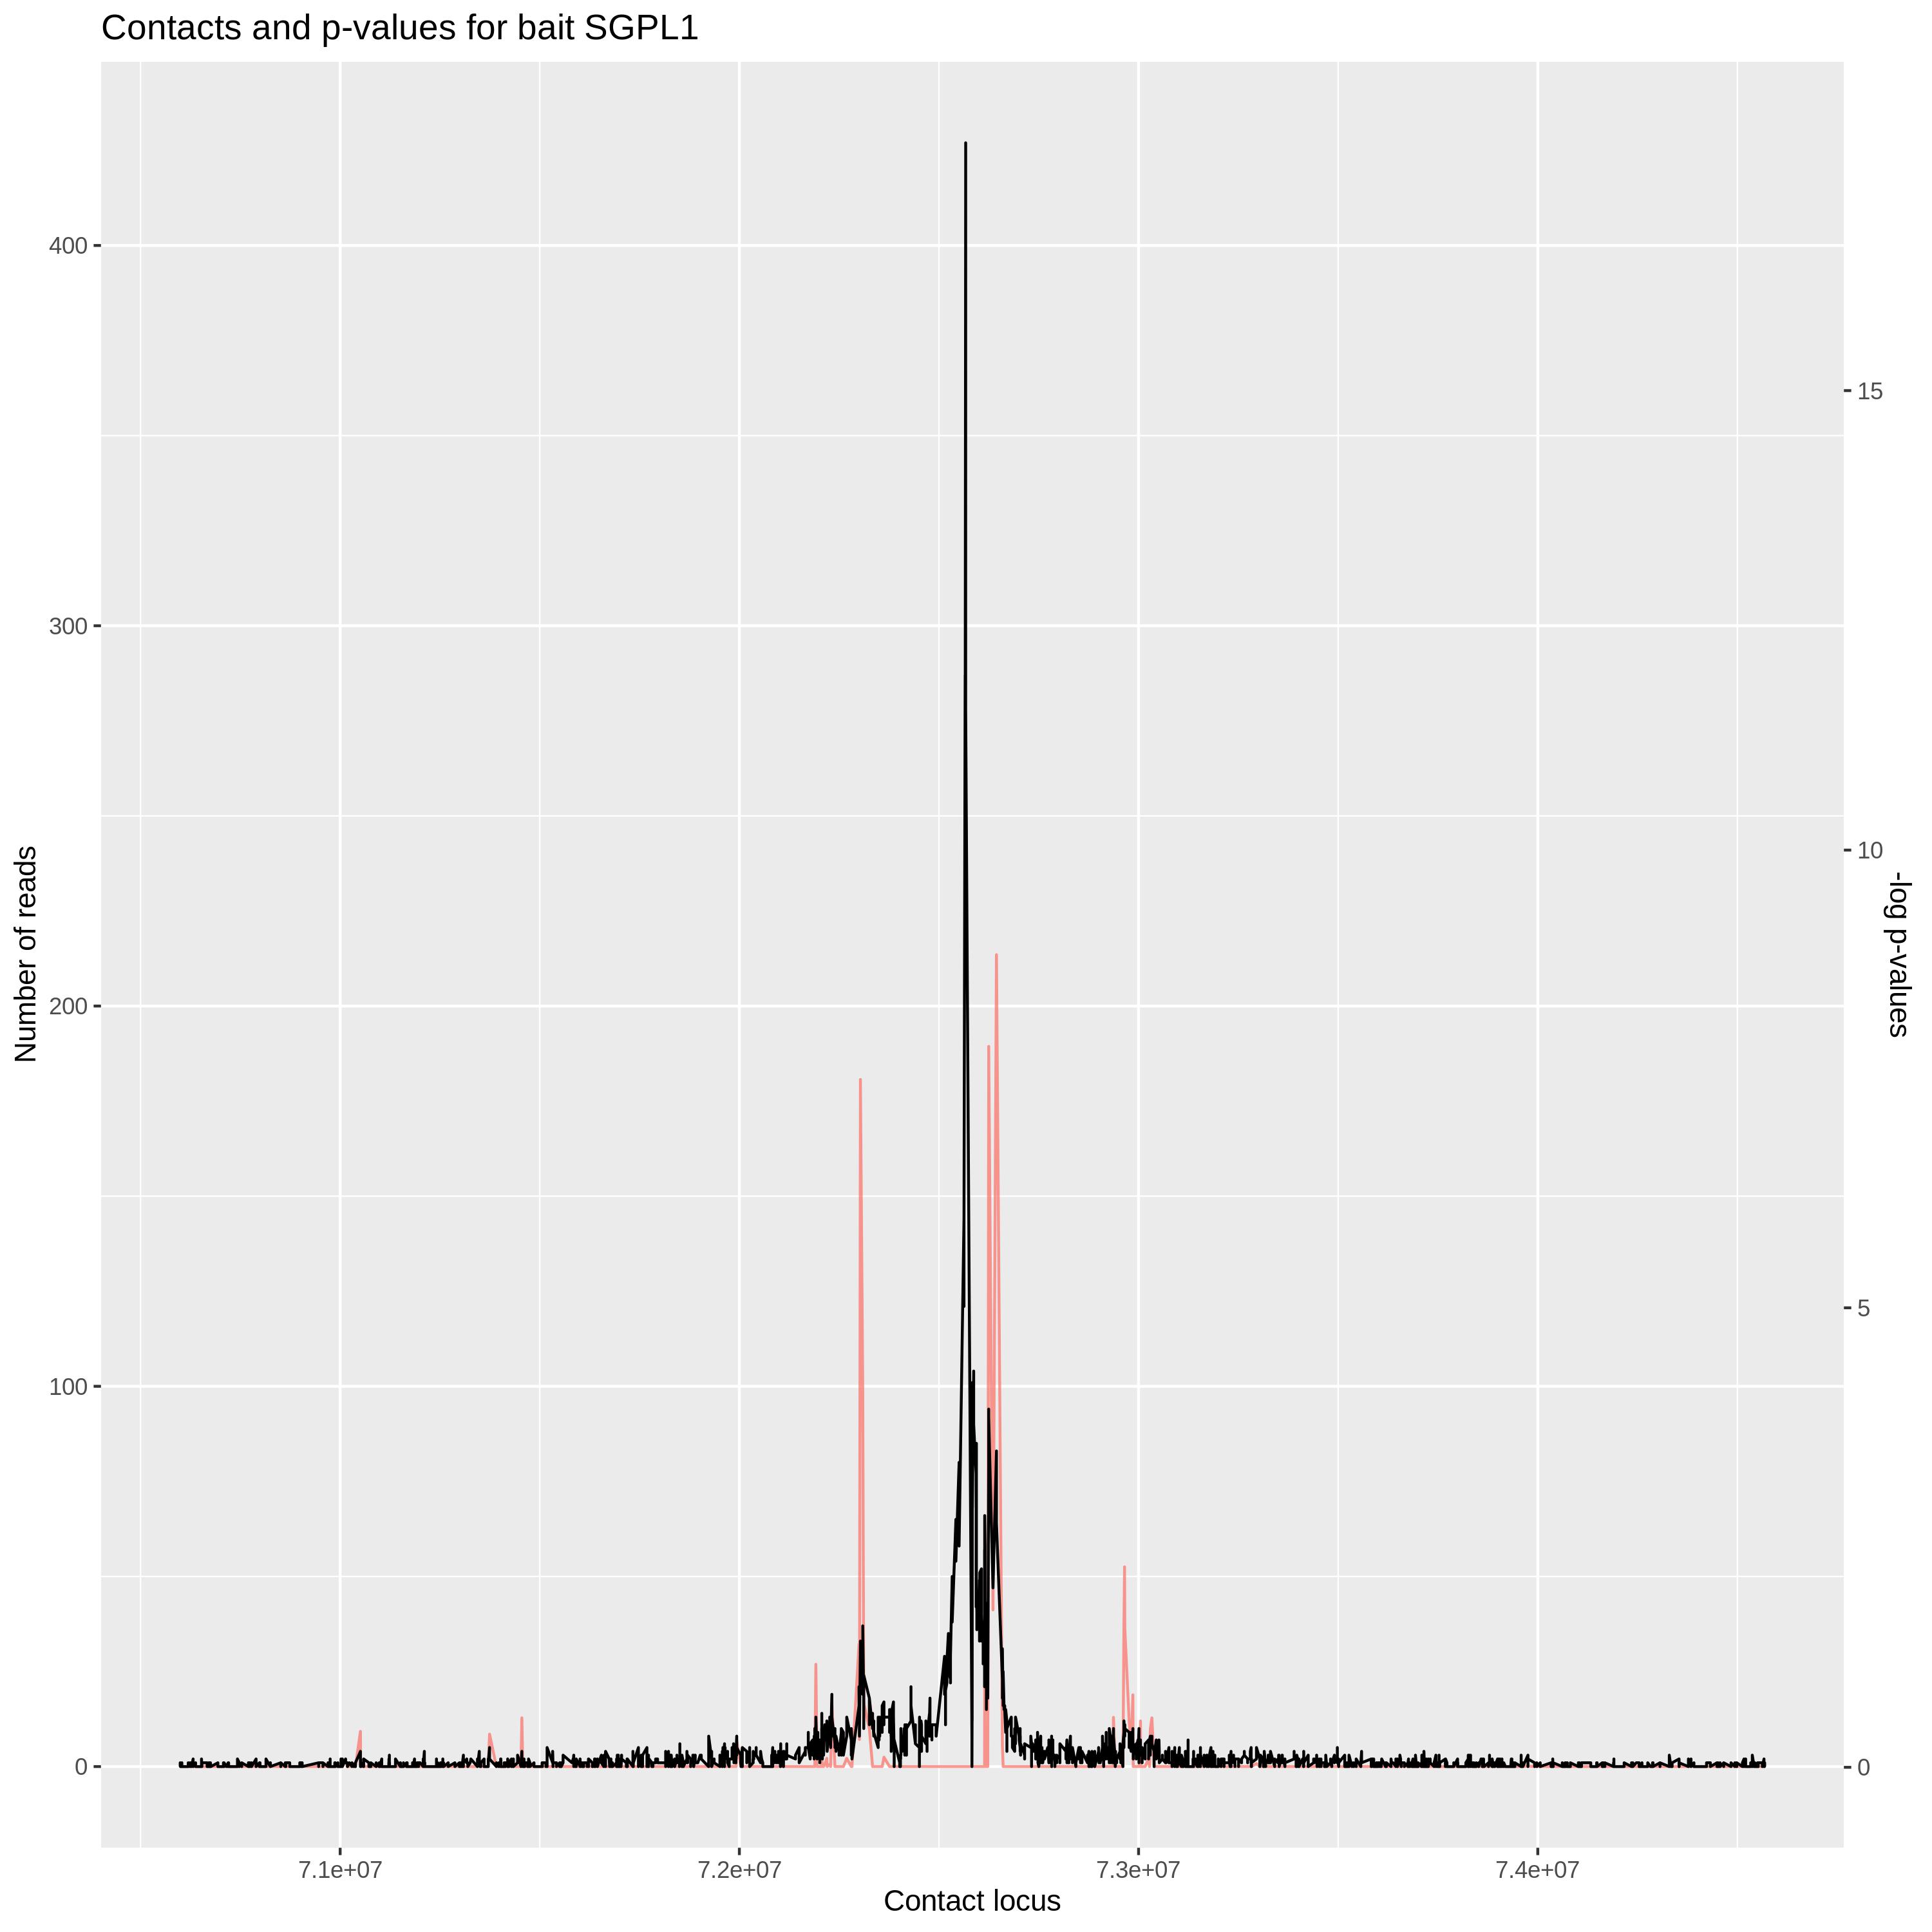 Contacts and p-values for bait SGPL1
400
300
200
100
0
Number of reads
15
10
5
0
-log p-values
7.1e+07
7.2e+07
7.3e+07
7.4e+07
Contact locus